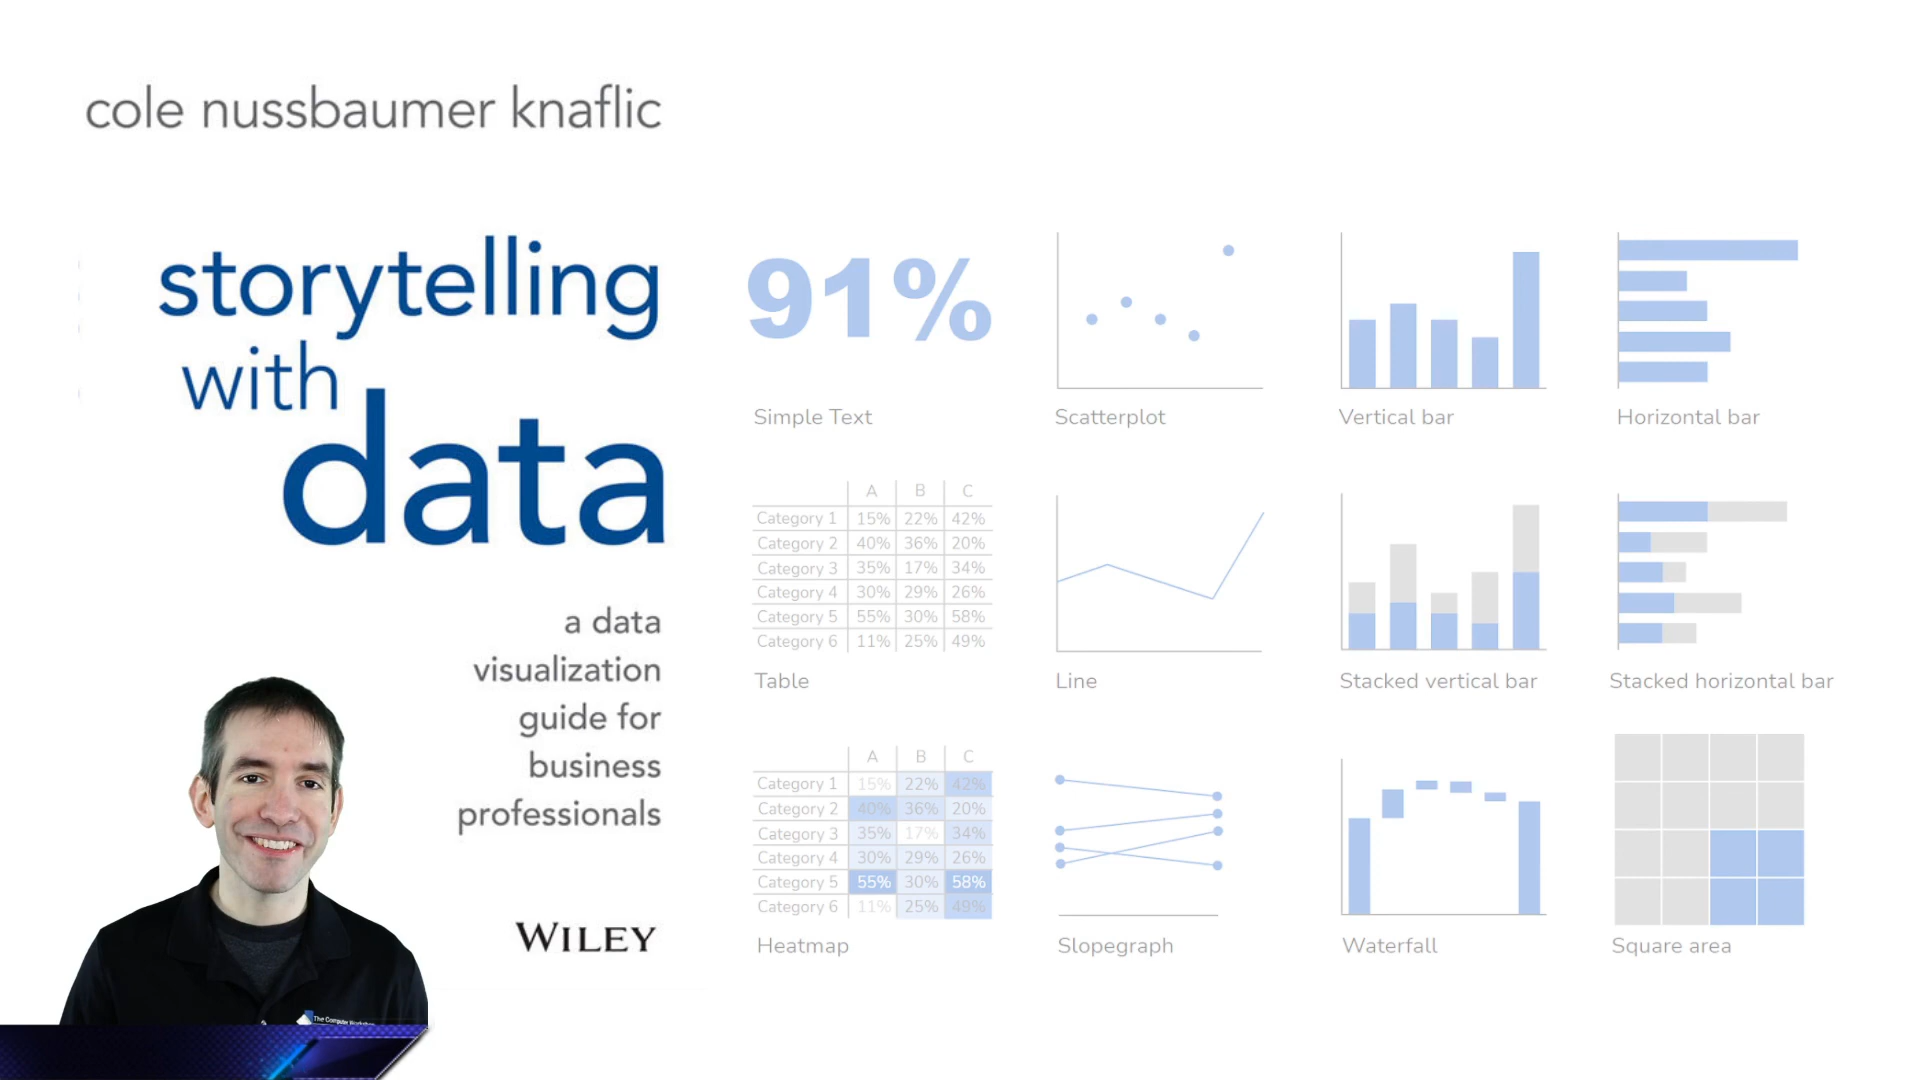 cole nussbaumer knaflic
storytelling
with
data
a data
visualization
guide for
business
professionals
WILEY
The Computer Workshop
91%
Simple Text
Scatterplot
Vertical bar
Horizontal bar
A B C
Category 1 15% 22% 42%
Category 2 40% 36% 20%
Category 3 35% 17% 34%
Category 4 30% 29% 26%
Category 5 55% 30% 58%
Category 6 11% 25% 49%
Table
Line
Stacked vertical bar
Stacked horizontal bar
A B C
Category 1 15% 22% 42%
Category 2 40% 36% 20%
Category 3 35% 17% 34%
Category 4 30% 29% 26%
Category 5 55% 30% 58%
Category 6 11% 25% 49%
Heatmap
Slopegraph
Waterfall
Square area